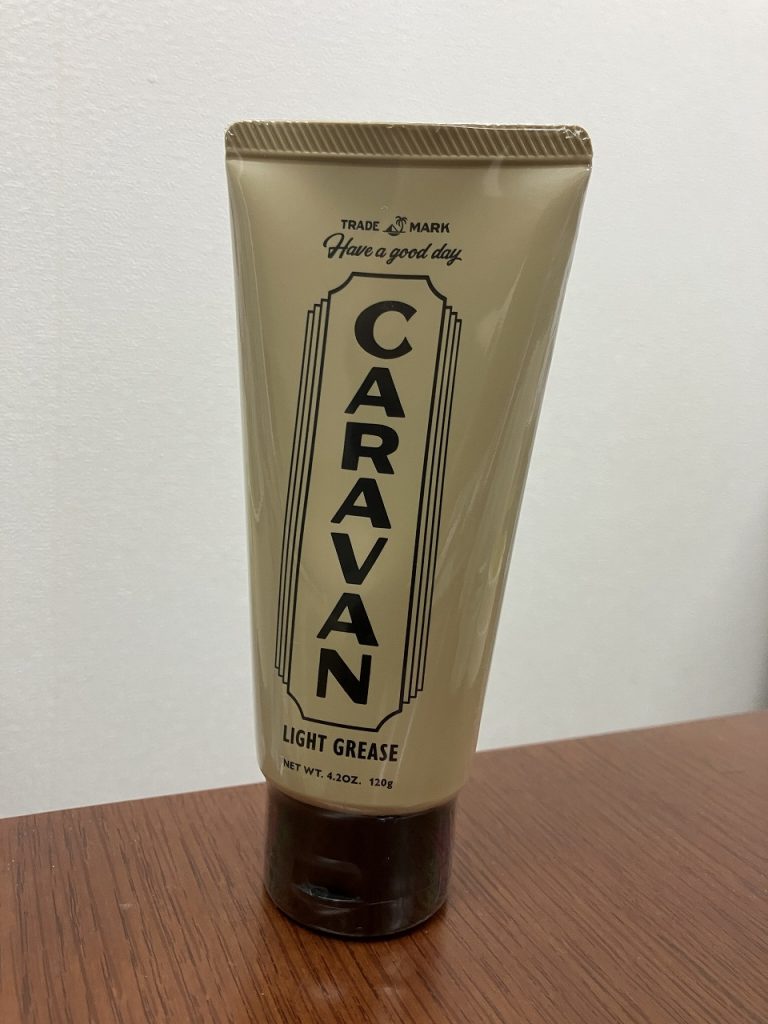 TRADE MARK
Have a good day
CARAVAN
LIGHT GREASE
NET WT. 4.2OZ. 120g